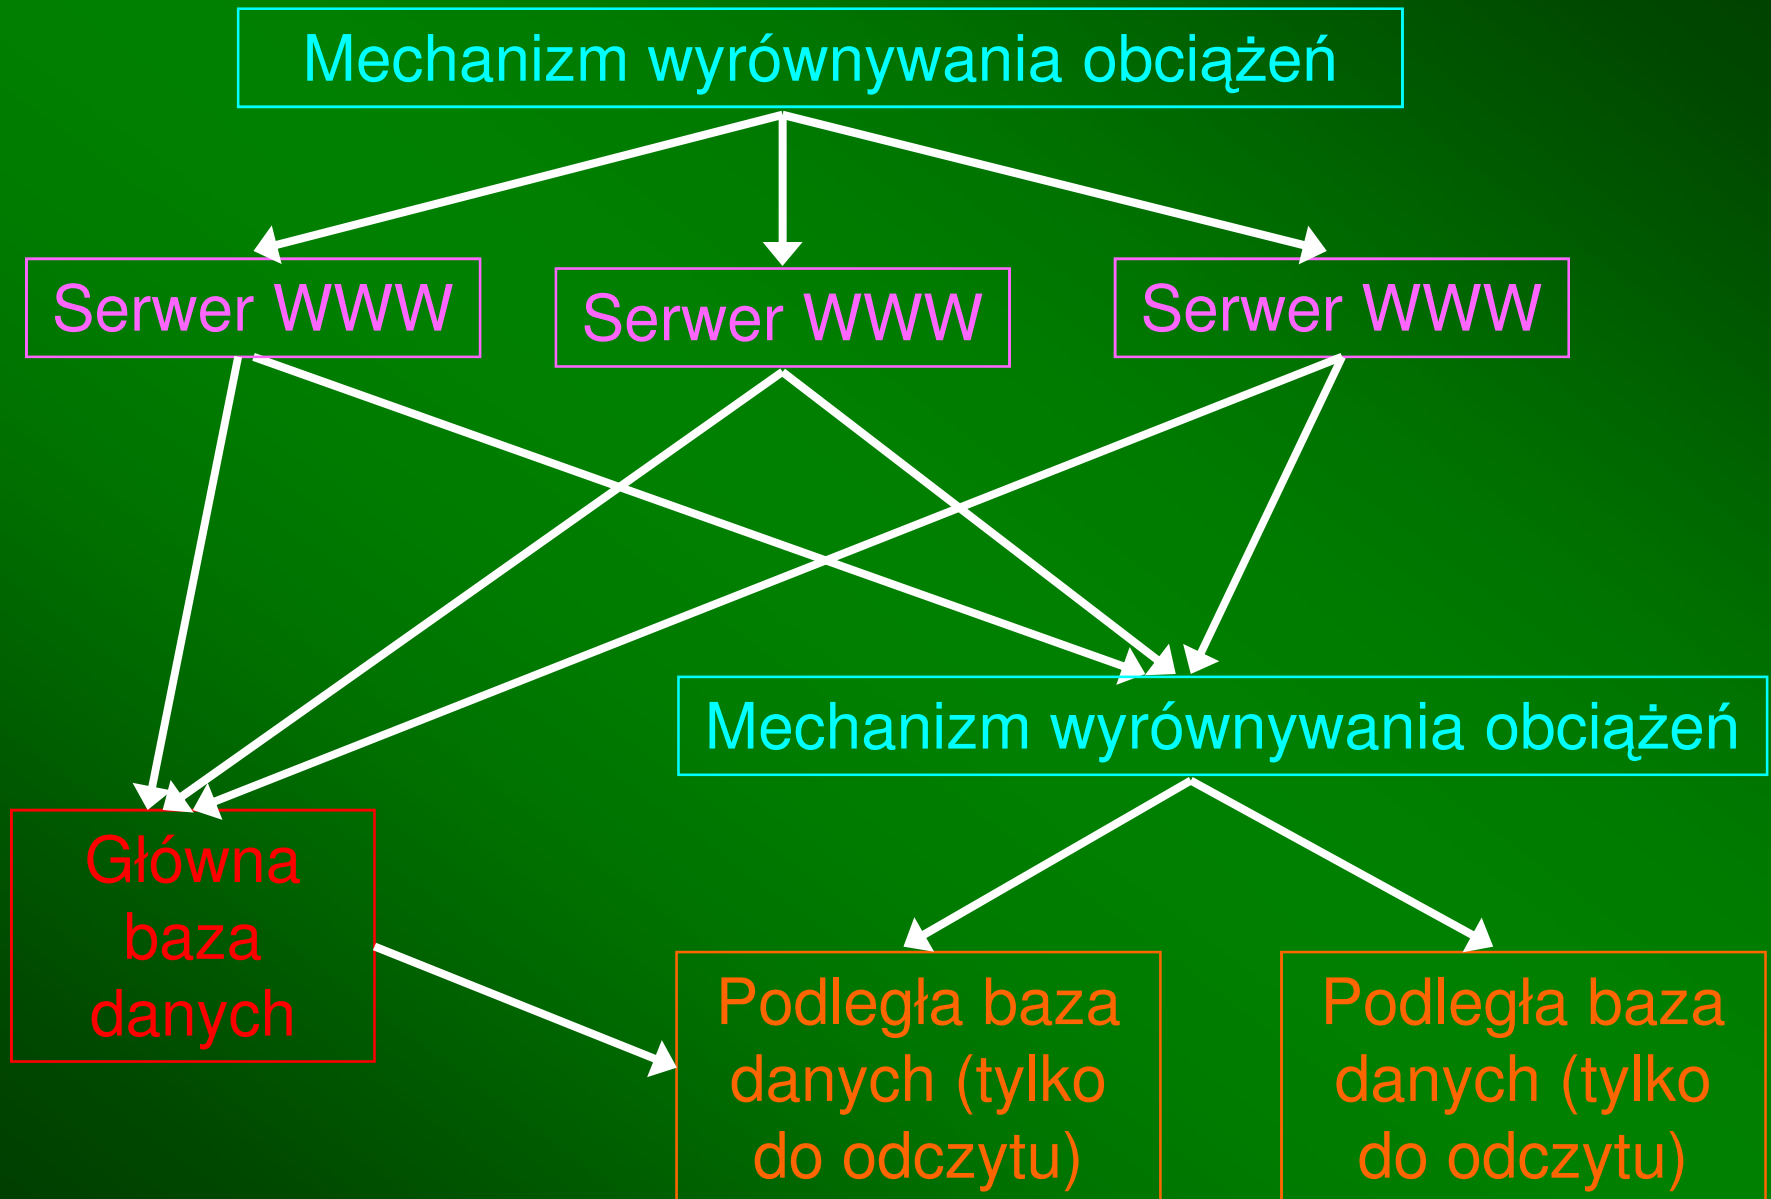 Mechanizm wyrównywania obciążeń
Serwer WWW
Serwer WWW
Serwer WWW
Mechanizm wyrównywania obciążeń
Główna
baza
danych
Podległa baza
danych (tylko
do odczytu)
Podległa baza
danych (tylko
do odczytu)